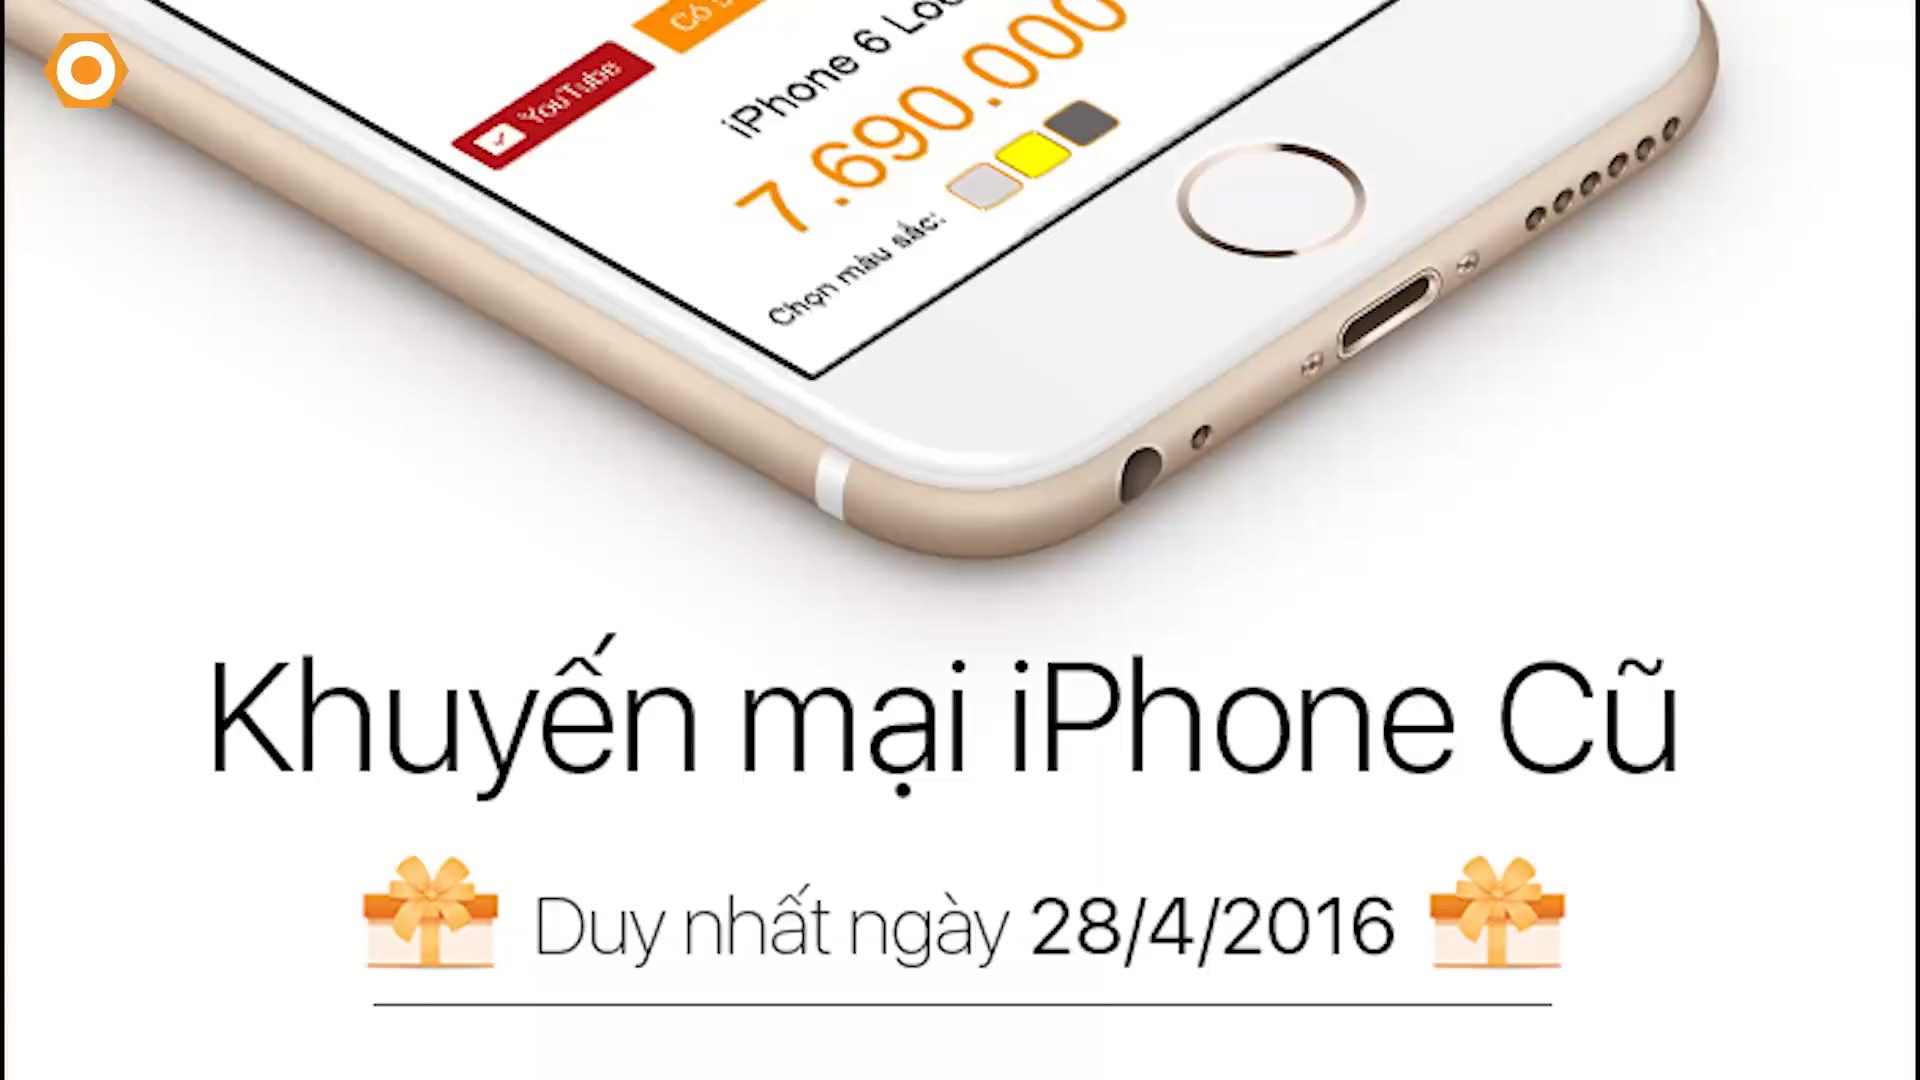 Có
YouTube
iPhone 6
7.690.000
Chọn màu sắc:
Khuyến mại iPhone Cũ
Duy nhất ngày 28/4/2016